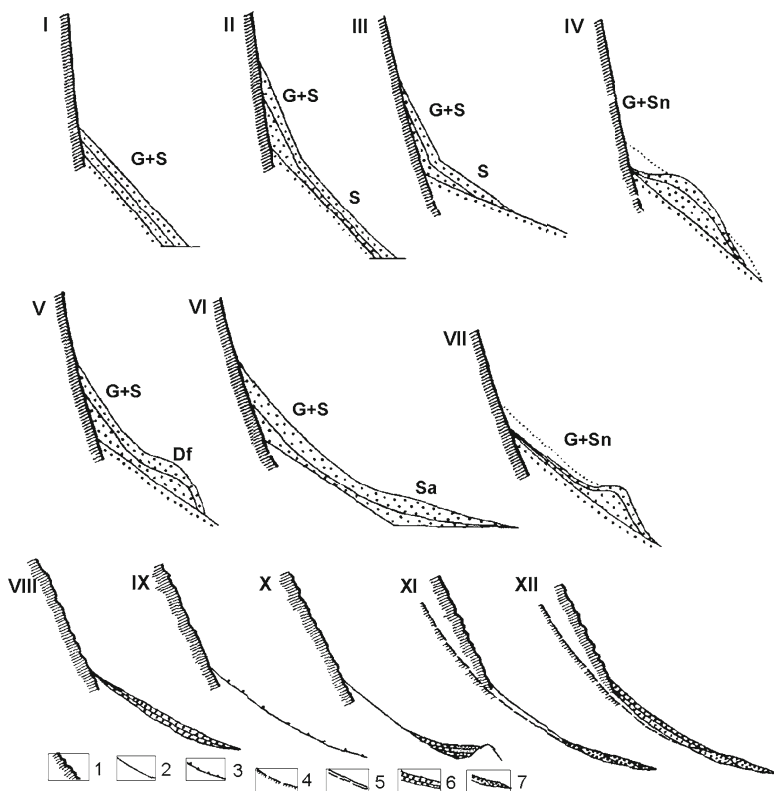 I II III IV
G+S G+S G+S G+Sn
S S
V VI VII
G+S G+S G+Sn
Df Sa
VIII IX X XI XII
1 2 3 4 5 6 7